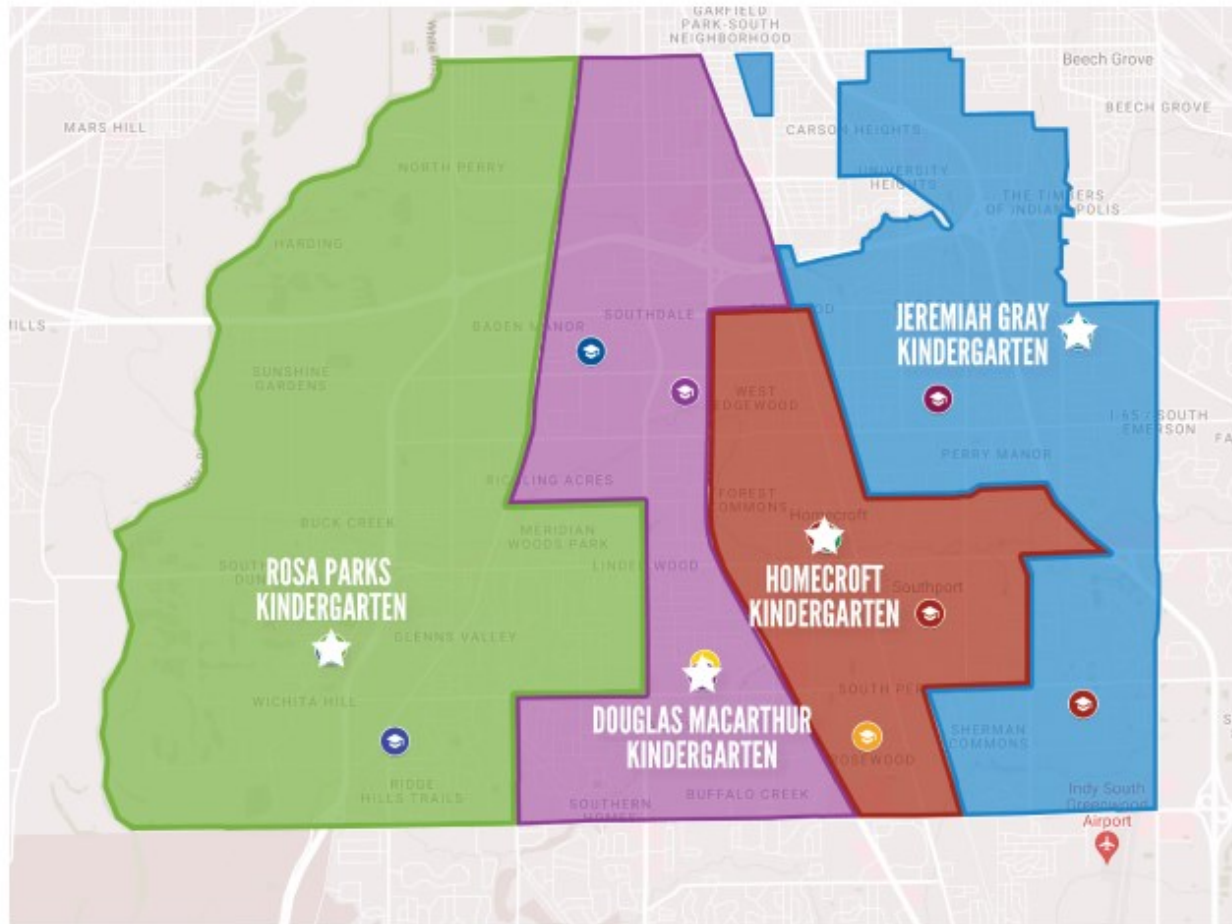 GARFIELD
PARK-SOUTH
NEIGHBORHOOD
Beech Grove
BEECH GROVE
MARS HILL
CARSON HEIGHTS
NORTH PERRY
UNIVERSITY
HEIGHTS
THE TIMBERS
OF INDIANAPOLIS
HARDING
SOUTHDALE
BADEN MANOR
JEREMIAH GRAY
KINDERGARTEN
SUNSHINE
GARDENS
WEST
EDGEWOOD
I-65 / SOUTH
EMERSON
PERRY MANOR
FOREST
COMMONS
Homecroft
BUCK CREEK
MERIDIAN
WOODS PARK
ROSA PARKS
KINDERGARTEN
HOMECROFT
KINDERGARTEN
Southport
GLENNS VALLEY
WICHITA HILL
DOUGLAS MACARTHUR
KINDERGARTEN
SHERMAN
COMMONS
ROSEWOOD
RIDGE
HILLS TRAILS
SOUTHERN
HOMES
BUFFALO CREEK
Indy South
Greenwood
Airport